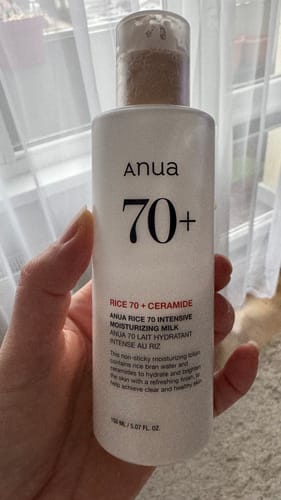 Anua
70+
RICE 70 + CERAMIDE
ANUA RICE 70 INTENSIVE
MOISTURIZING MILK
ANUA 70 LAIT HYDRATANT
INTENSE AU RIZ
This non-sticky moisturizing lotion
contains rice bran water and
ceramides to hydrate and brighten
the skin with a refreshing finish, to
help achieve clear and healthy skin.
150 ML / 5.07 FL. OZ.